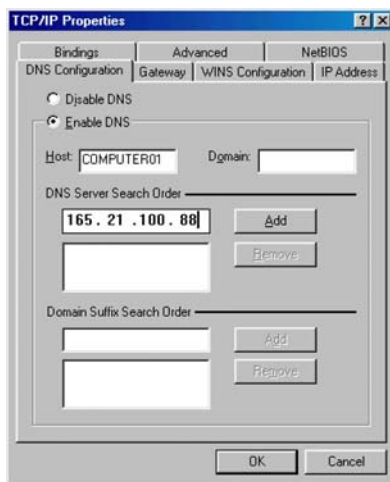 TCP/IP Properties
Bindings Advanced NetBIOS
DNS Configuration Gateway WINS Configuration IP Address
Disable DNS
Enable DNS
Host: COMPUTER01 Domain:
DNS Server Search Order
165 . 21 .100 . 88 Add
Remove
Domain Suffix Search Order
Add
Remove
OK Cancel